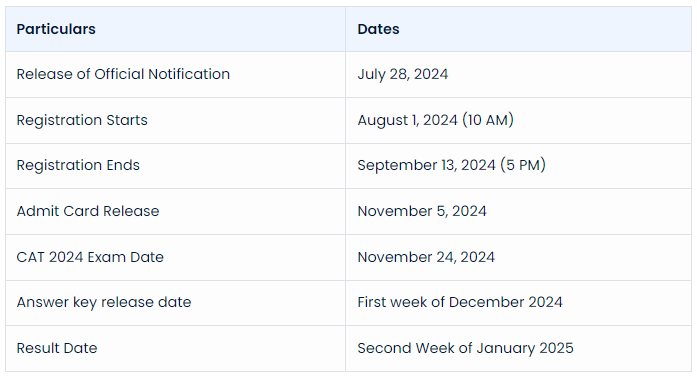 Particulars Dates
Release of Official Notification July 28, 2024
Registration Starts August 1, 2024 (10 AM)
Registration Ends September 13, 2024 (5 PM)
Admit Card Release November 5, 2024
CAT 2024 Exam Date November 24, 2024
Answer key release date First week of December 2024
Result Date Second Week of January 2025